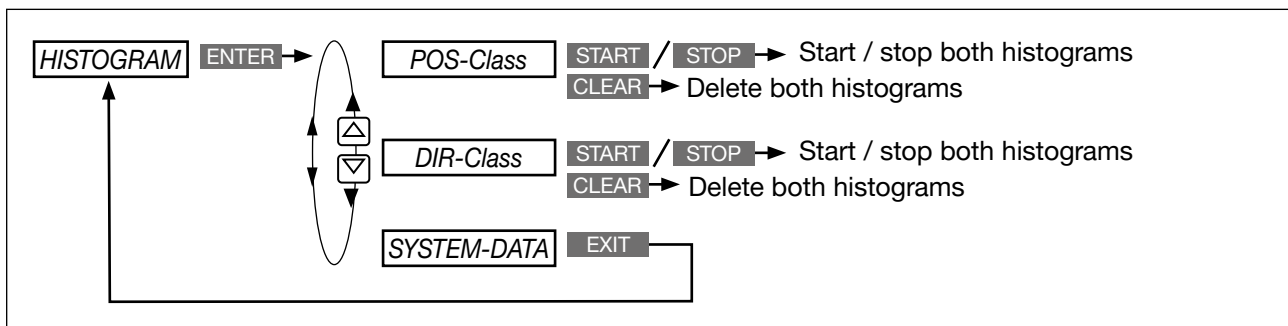 HISTOGRAM ENTER POS-Class START / STOP Start / stop both histograms
CLEAR Delete both histograms
DIR-Class START / STOP Start / stop both histograms
CLEAR Delete both histograms
SYSTEM-DATA EXIT